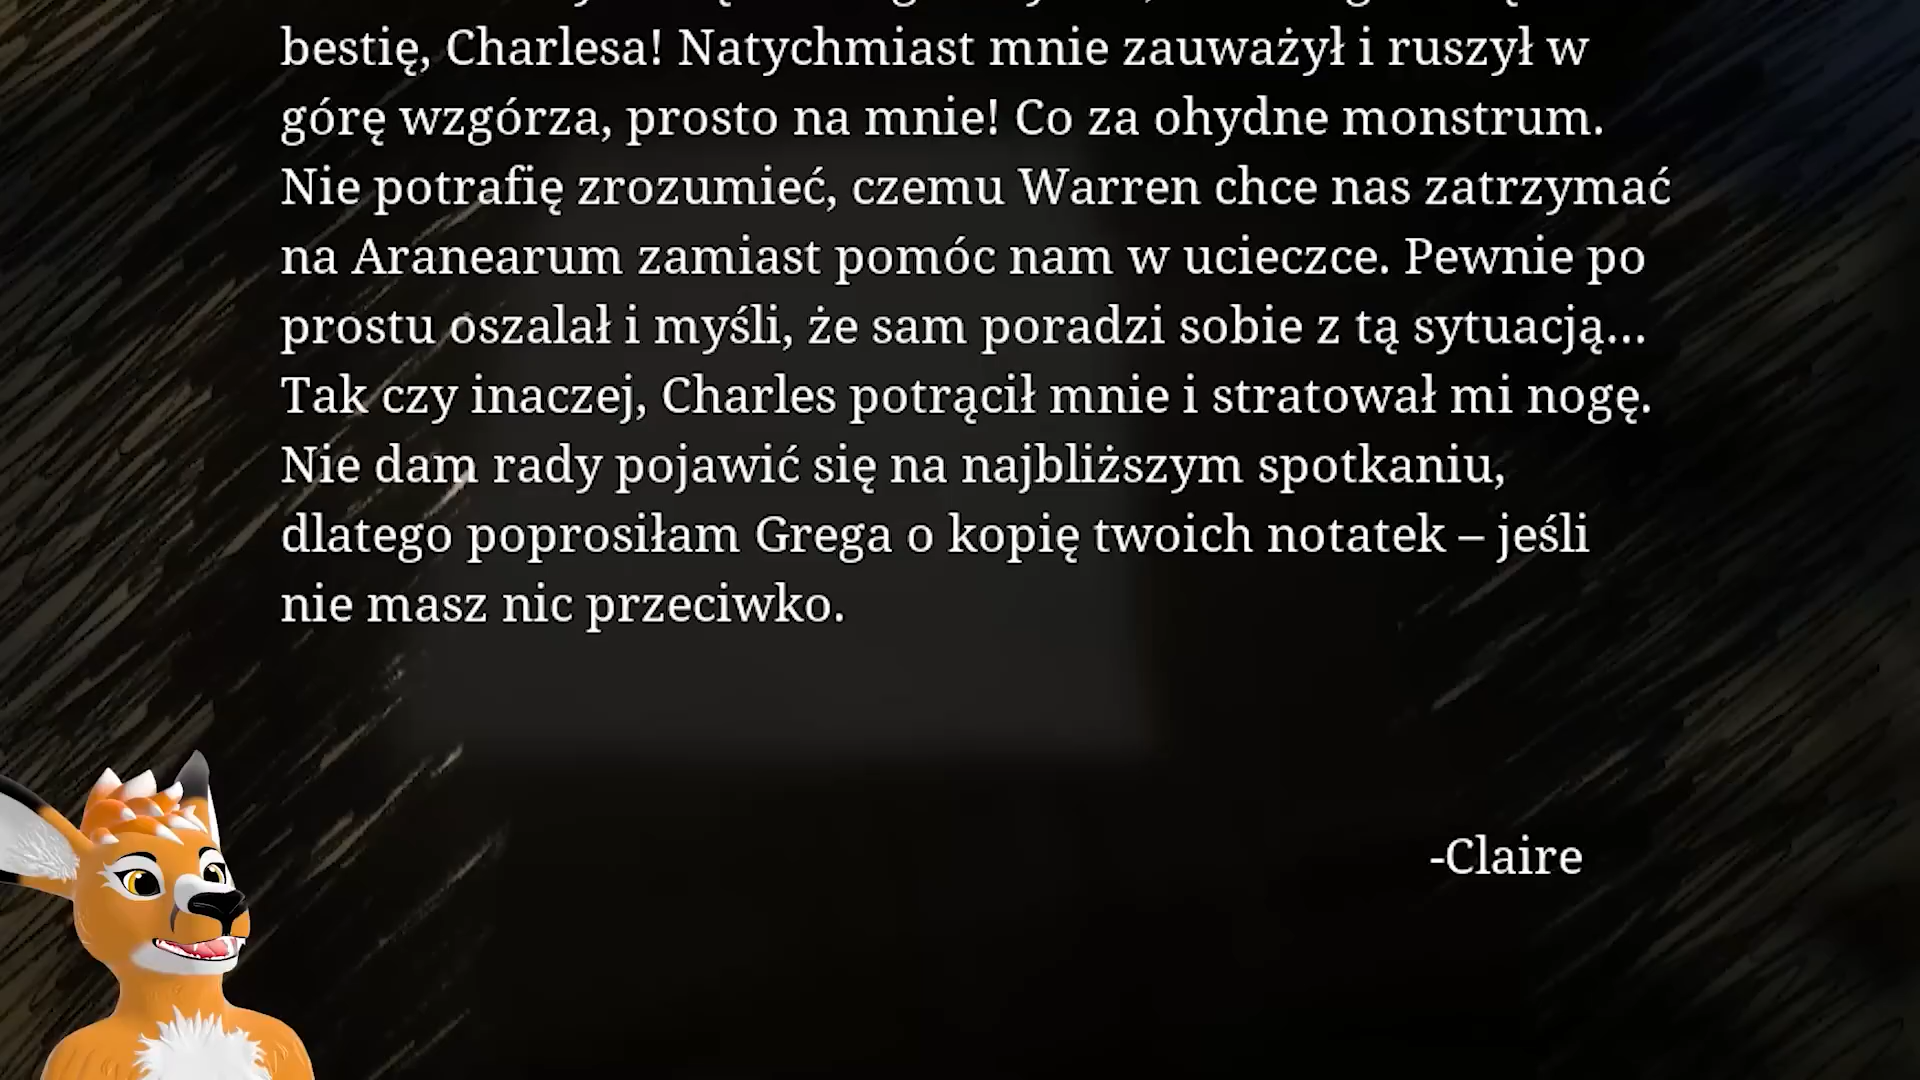 bestię, Charlesa! Natychmiast mnie zauważył i ruszył w
górę wzgórza, prosto na mnie! Co za ohydne monstrum.
Nie potrafię zrozumieć, czemu Warren chce nas zatrzymać
na Aranearum zamiast pomóc nam w ucieczce. Pewnie po
prostu oszalał i myśli, że sam poradzi sobie z tą sytuacją...
Tak czy inaczej, Charles potrącił mnie i stratował mi nogę.
Nie dam rady pojawić się na najbliższym spotkaniu,
dlatego poprosiłam Grega o kopię twoich notatek – jeśli
nie masz nic przeciwko.
-Claire